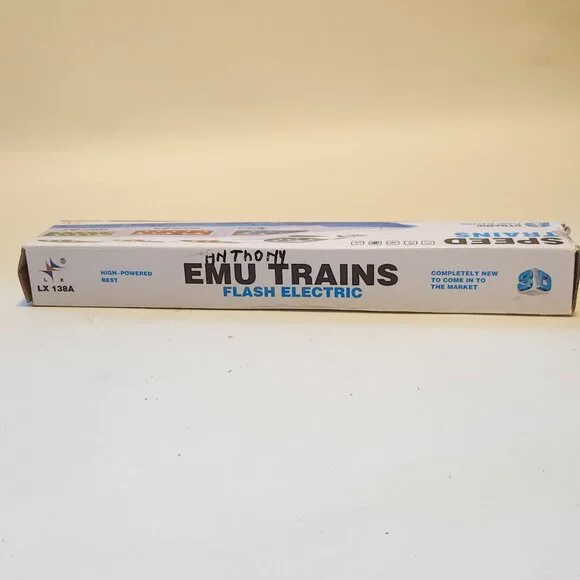 SPEED
TRAINS
ANTHONY
EMU TRAINS
FLASH ELECTRIC
®
LX
LX 138A
HIGH-POWERED
BEST
COMPLETELY NEW
TO COME IN TO
THE MARKET